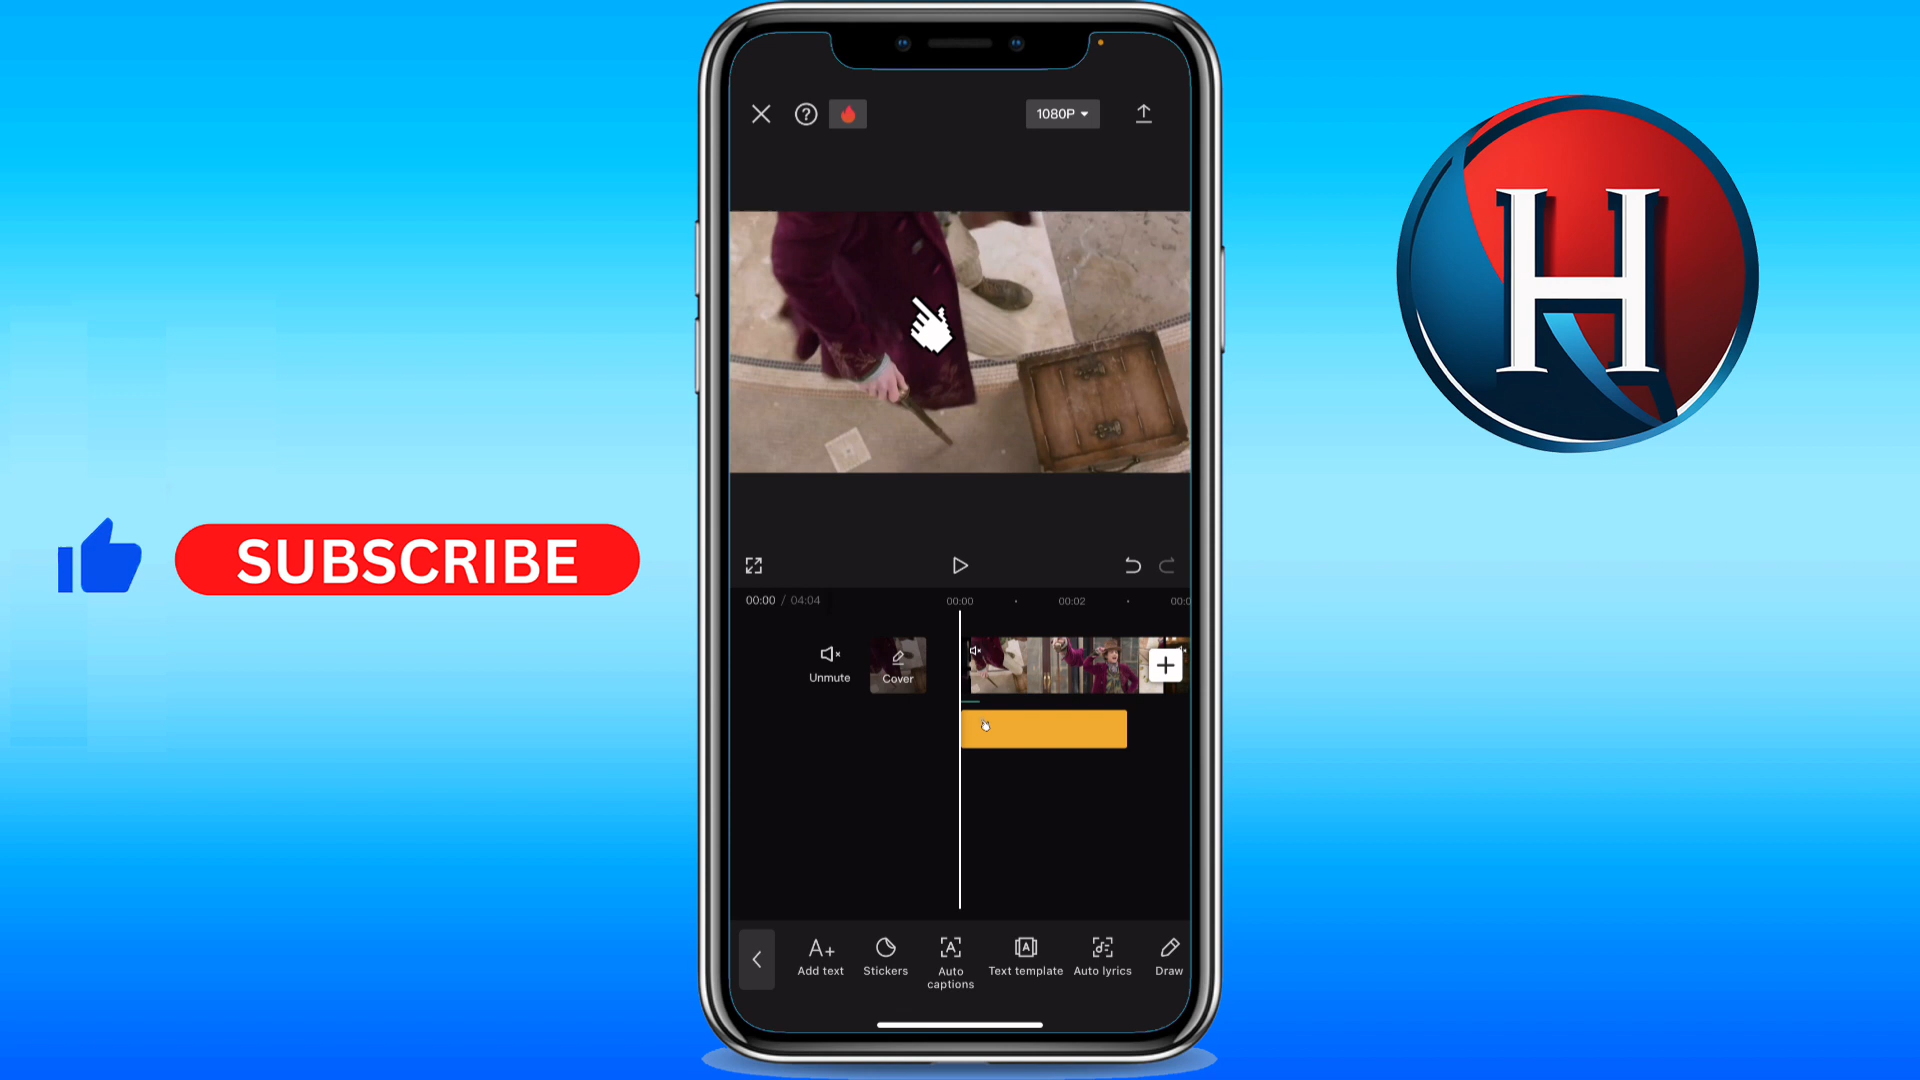 1080P
SUBSCRIBE
00:00 / 04:04
00:00
00:02
Unmute
Cover
Add text
Stickers
Auto
captions
Text template
Auto lyrics
Draw
H